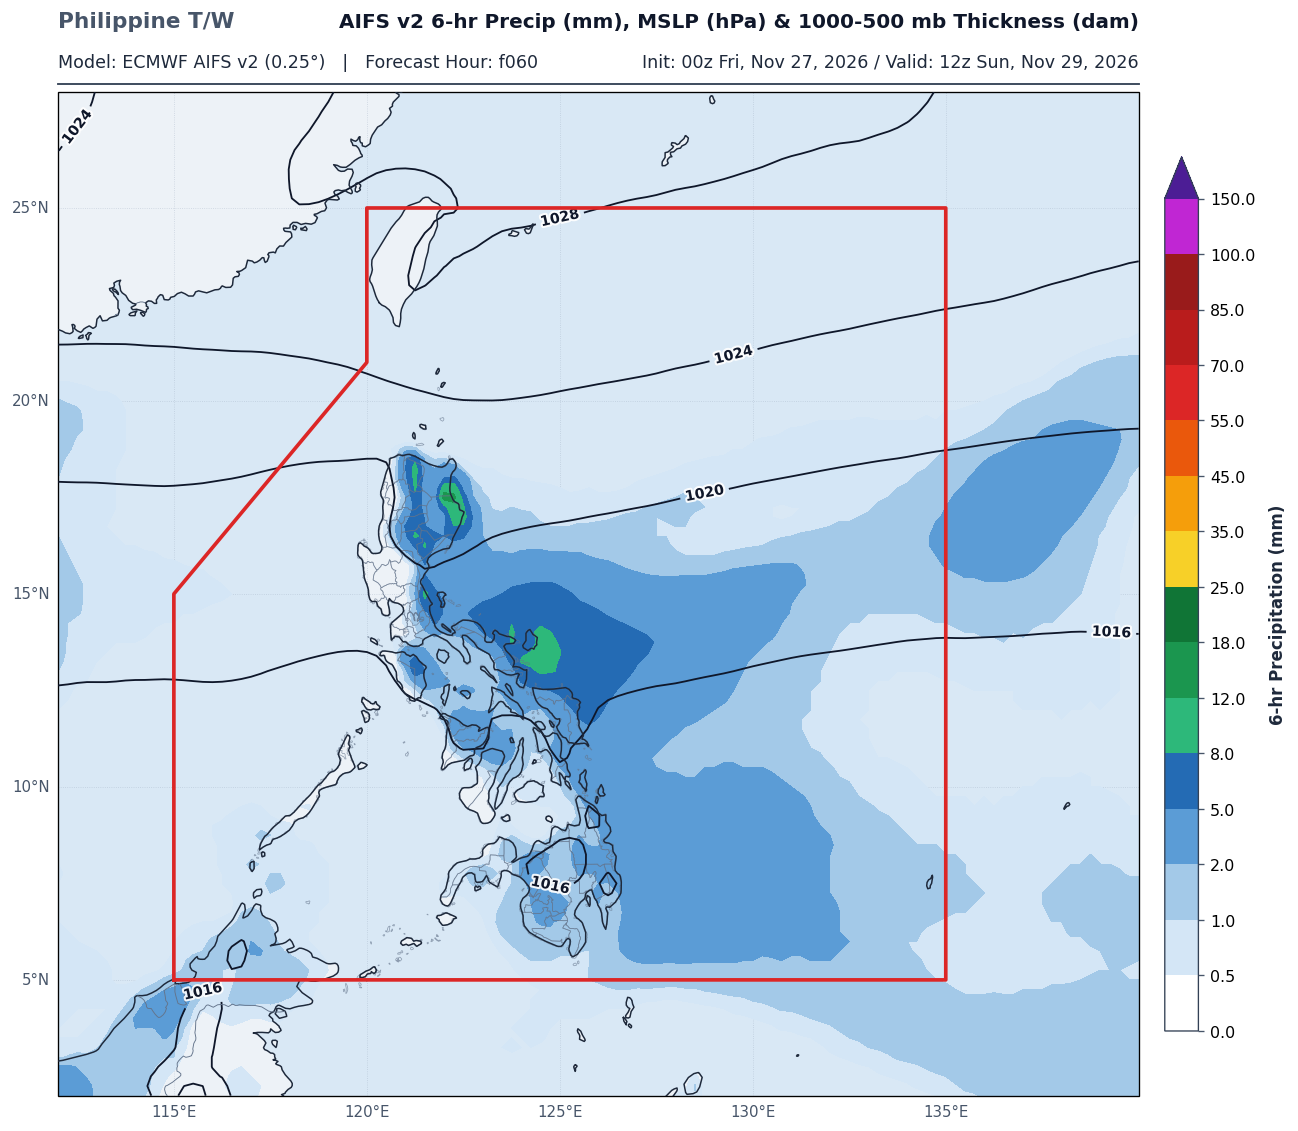 Philippine T/W
AIFS v2 6-hr Precip (mm), MSLP (hPa) & 1000-500 mb Thickness (dam)
Model: ECMWF AIFS v2 (0.25°)   |   Forecast Hour: f060
Init: 00z Fri, Nov 27, 2026 / Valid: 12z Sun, Nov 29, 2026
1024
1028
1024
1020
1016
1016
1016
25°N
20°N
15°N
10°N
5°N
115°E
120°E
125°E
130°E
135°E
150.0
100.0
85.0
70.0
55.0
45.0
35.0
25.0
18.0
12.0
8.0
5.0
2.0
1.0
0.5
0.0
6-hr Precipitation (mm)